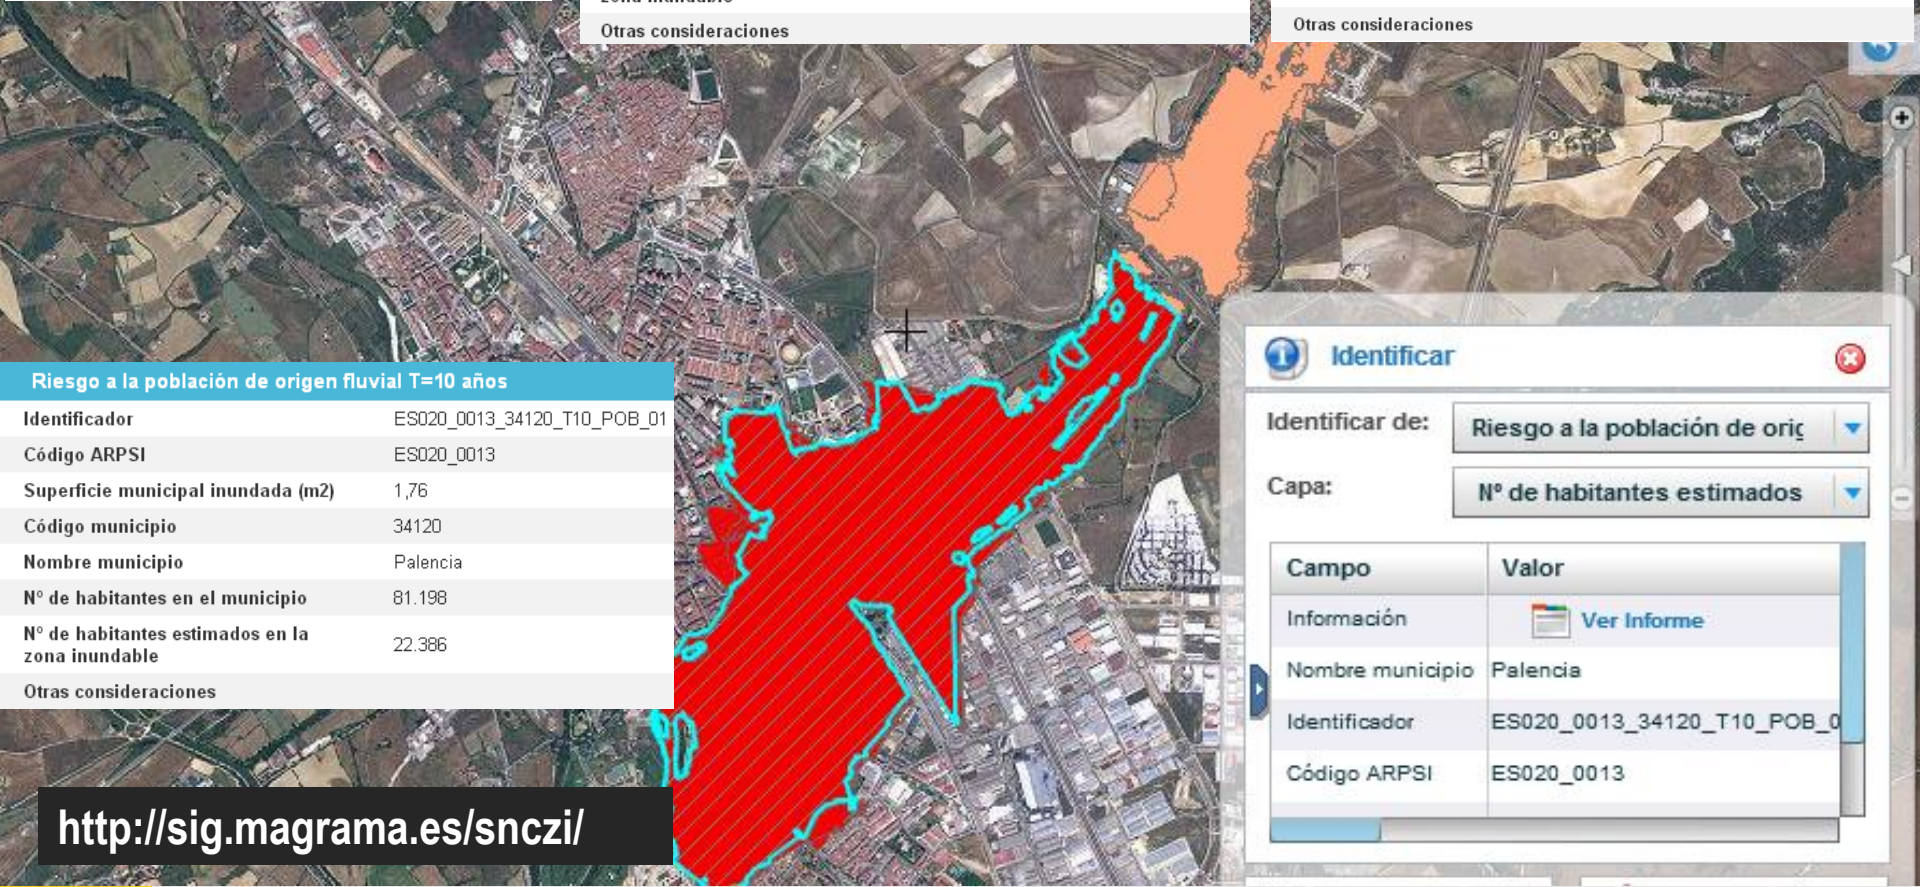 Otras consideraciones
Otras consideraciones
Riesgo a la población de origen fluvial T=10 años
Identificador ES020_0013_34120_T10_POB_01
Código ARPSI ES020_0013
Superficie municipal inundada (m2) 1,76
Código municipio 34120
Nombre municipio Palencia
Nº de habitantes en el municipio 81.198
Nº de habitantes estimados en la
zona inundable 22.386
Otras consideraciones
http://sig.magrama.es/snczi/
Identificar
Identificar de: Riesgo a la población de orig
Capa: Nº de habitantes estimados
Campo Valor
Información Ver Informe
Nombre municipio Palencia
Identificador ES020_0013_34120_T10_POB_0
Código ARPSI ES020_0013